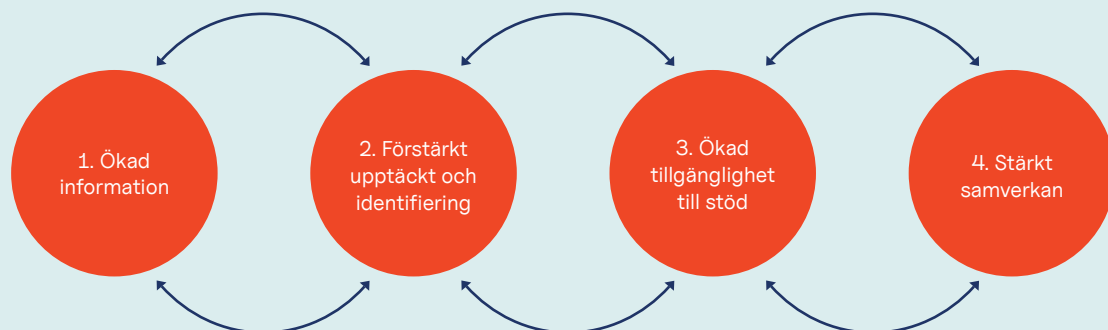 1. Ökad
information
2. Förstärkt
upptäckt och
identifiering
3. Ökad
tillgänglighet
till stöd
4. Stärkt
samverkan